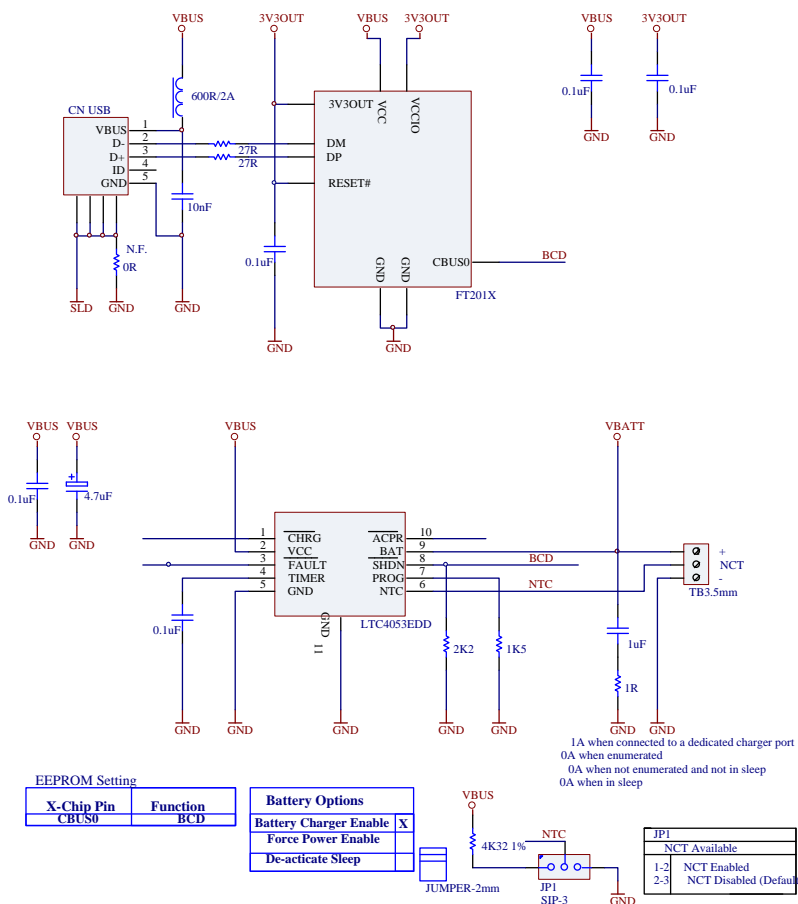 VBUS
3V3OUT
VBUS
3V3OUT
VBUS
3V3OUT
600R/2A
0.1uF
0.1uF
GND
GND
CN USB
VBUS
D-
D+
ID
GND
1
2
3
4
5
27R
27R
10nF
3V3OUT
VCC
VCCIO
DM
DP
RESET#
GND
GND
CBUS0
BCD
FT201X
N.F.
0R
0.1uF
SLD
GND
GND
GND
GND
VBUS
VBUS
VBUS
VBATT
0.1uF
4.7uF
GND
GND
1
2
3
4
5
CHRG
VCC
FAULT
TIMER
GND
GND
11
ACPR
BAT
SHDN
PROG
NTC
10
9
8
7
6
LTC4053EDD
BCD
NTC
+
NCT
-
TB3.5mm
0.1uF
2K2
1K5
1uF
1R
GND
GND
GND
GND
GND
GND
GND
1A when connected to a dedicated charger port
0A when enumerated
0A when not enumerated and not in sleep
0A when in sleep
EEPROM Setting
X-Chip Pin Function
CBUS0 BCD
Battery Options
Battery Charger Enable X
Force Power Enable
De-acticate Sleep
JUMPER-2mm
VBUS
4K32 1%
NTC
JP1
SIP-3
GND
JP1
NCT Available
1-2 NCT Enabled
2-3 NCT Disabled (Defaul